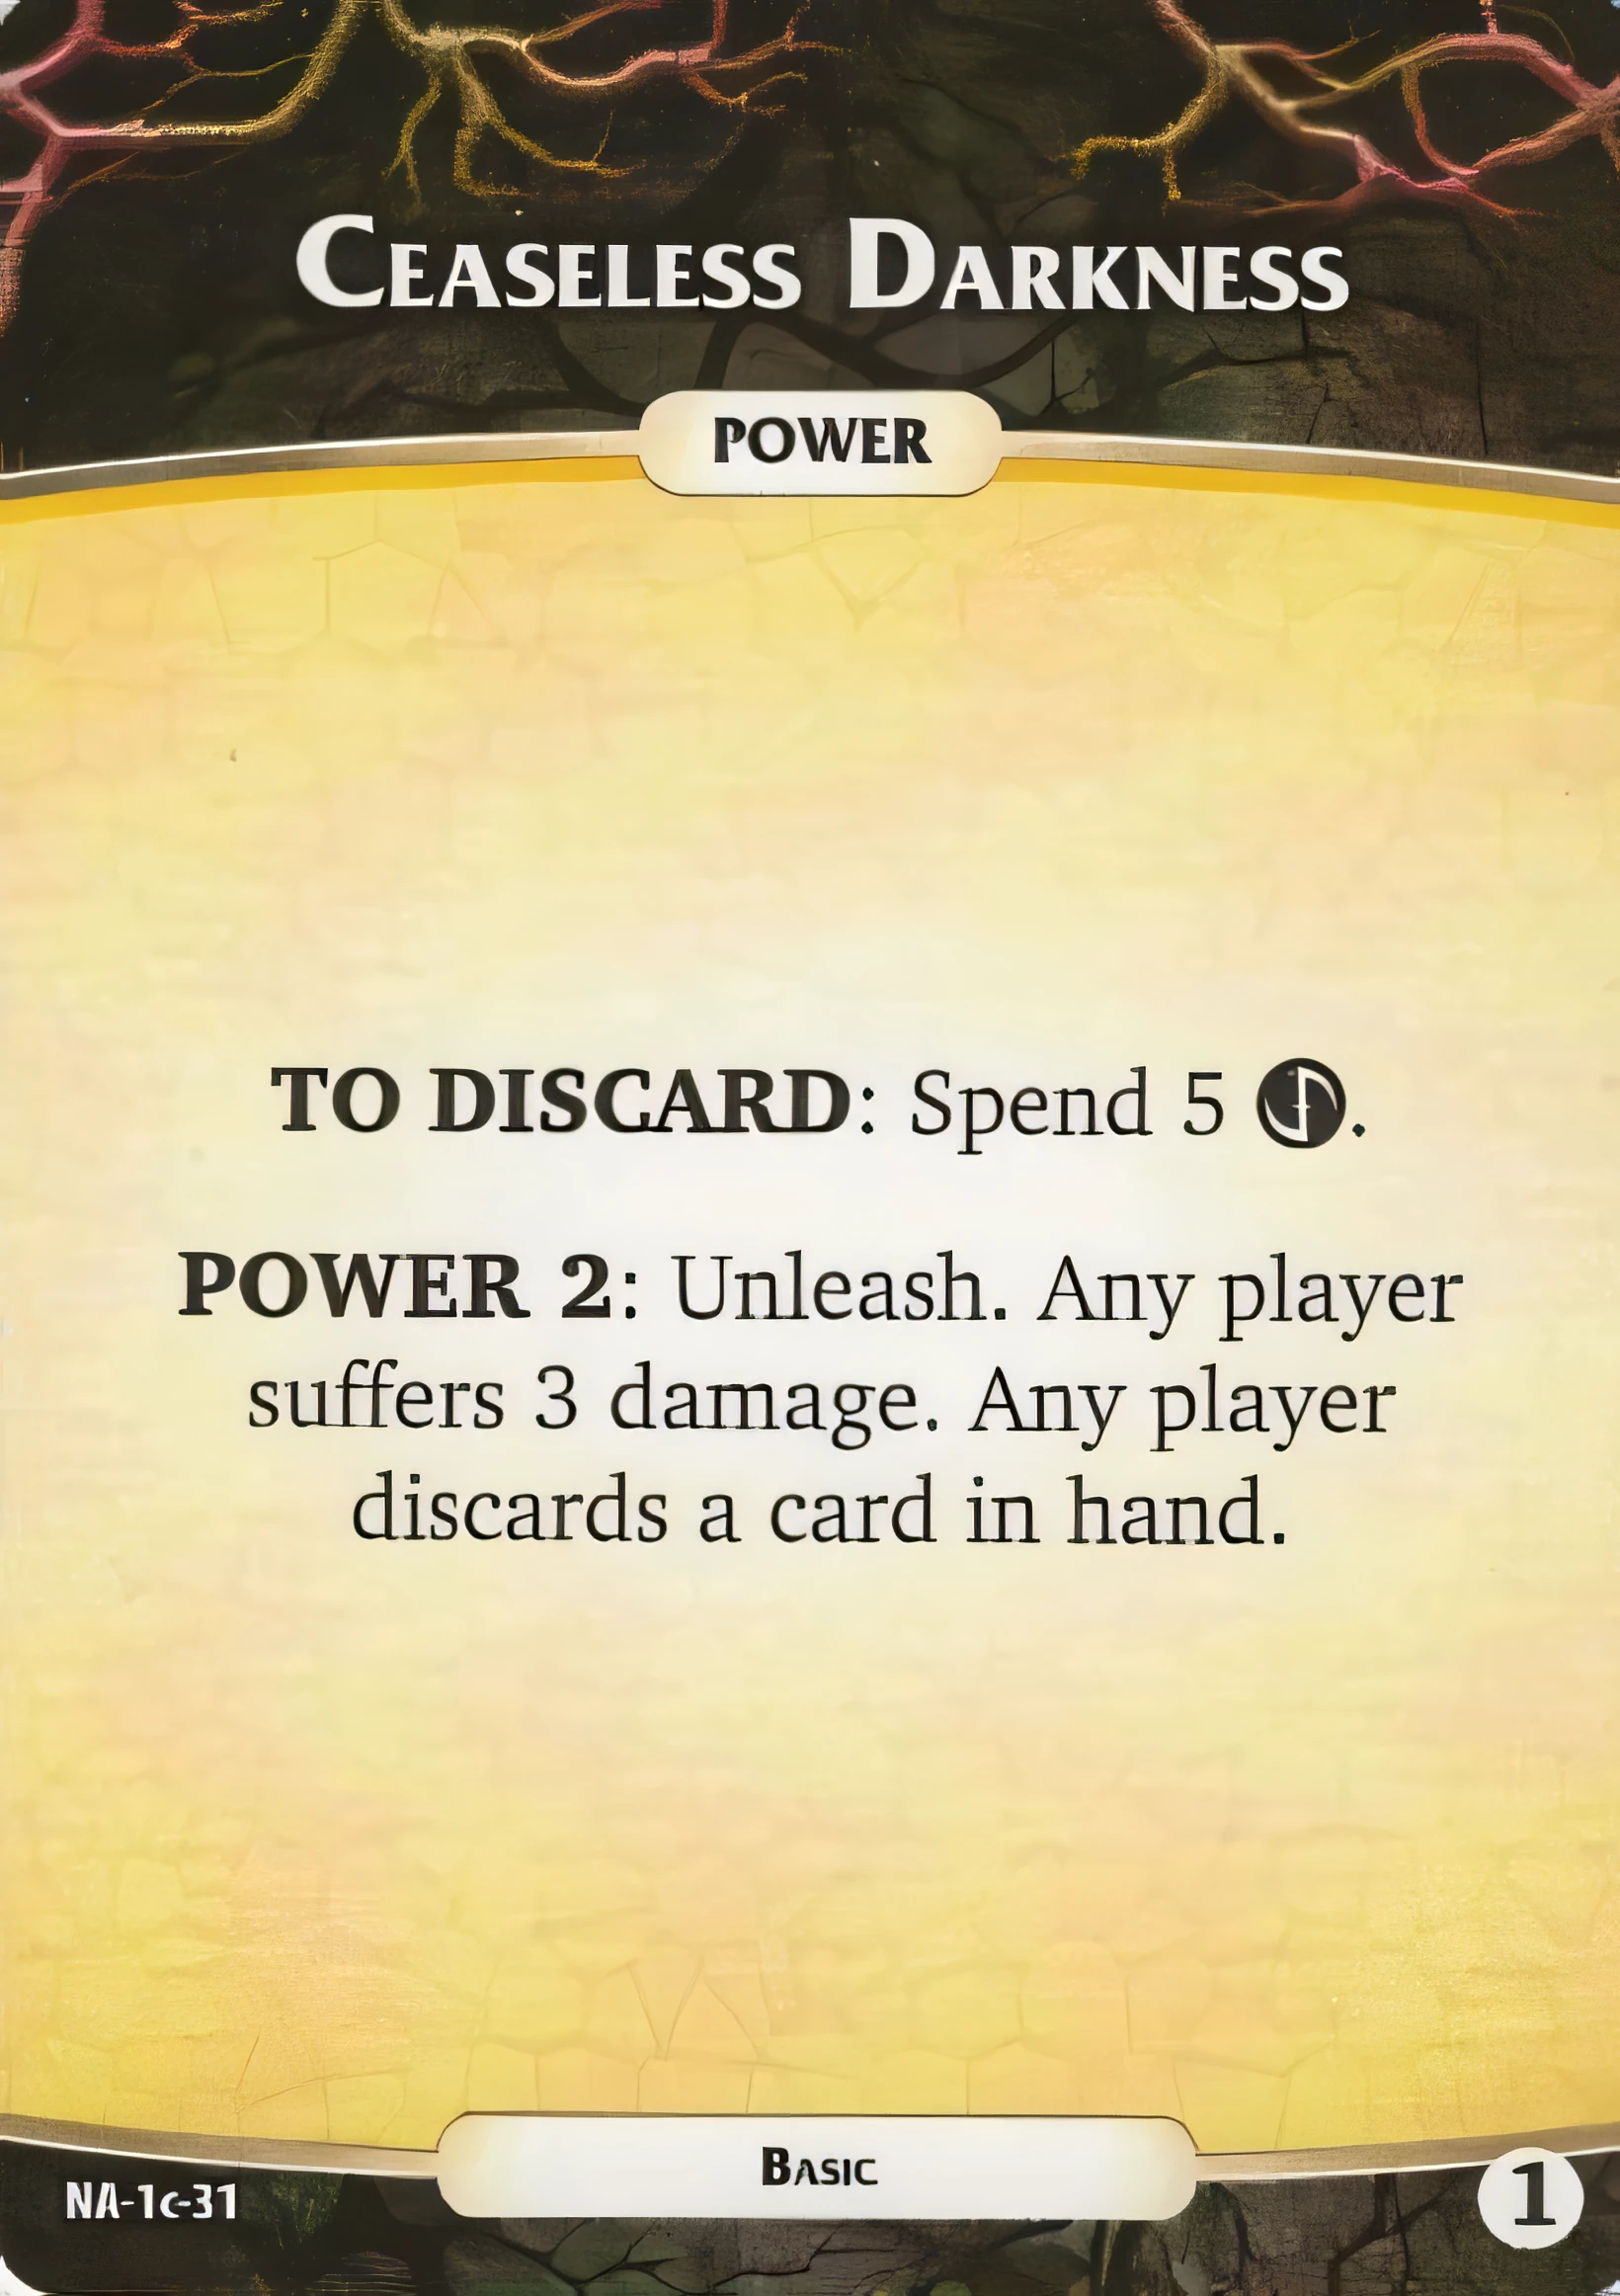 Ceaseless Darkness
POWER
TO DISCARD: Spend 5 .
POWER 2: Unleash. Any player
suffers 3 damage. Any player
discards a card in hand.
Basic
NA-1c-31
1